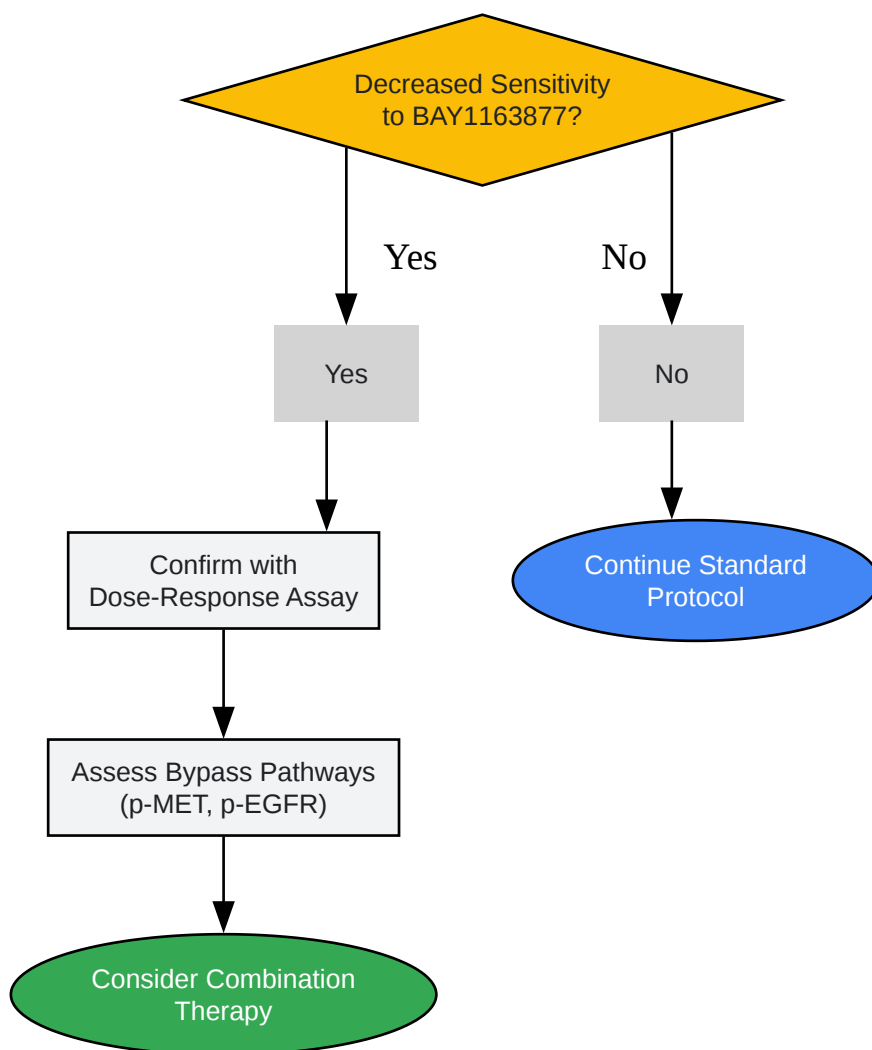 Decreased Sensitivity
to BAY1163877?
Yes
No
Yes
No
Confirm with
Dose-Response Assay
Continue Standard
Protocol
Assess Bypass Pathways
(p-MET, p-EGFR)
Consider Combination
Therapy